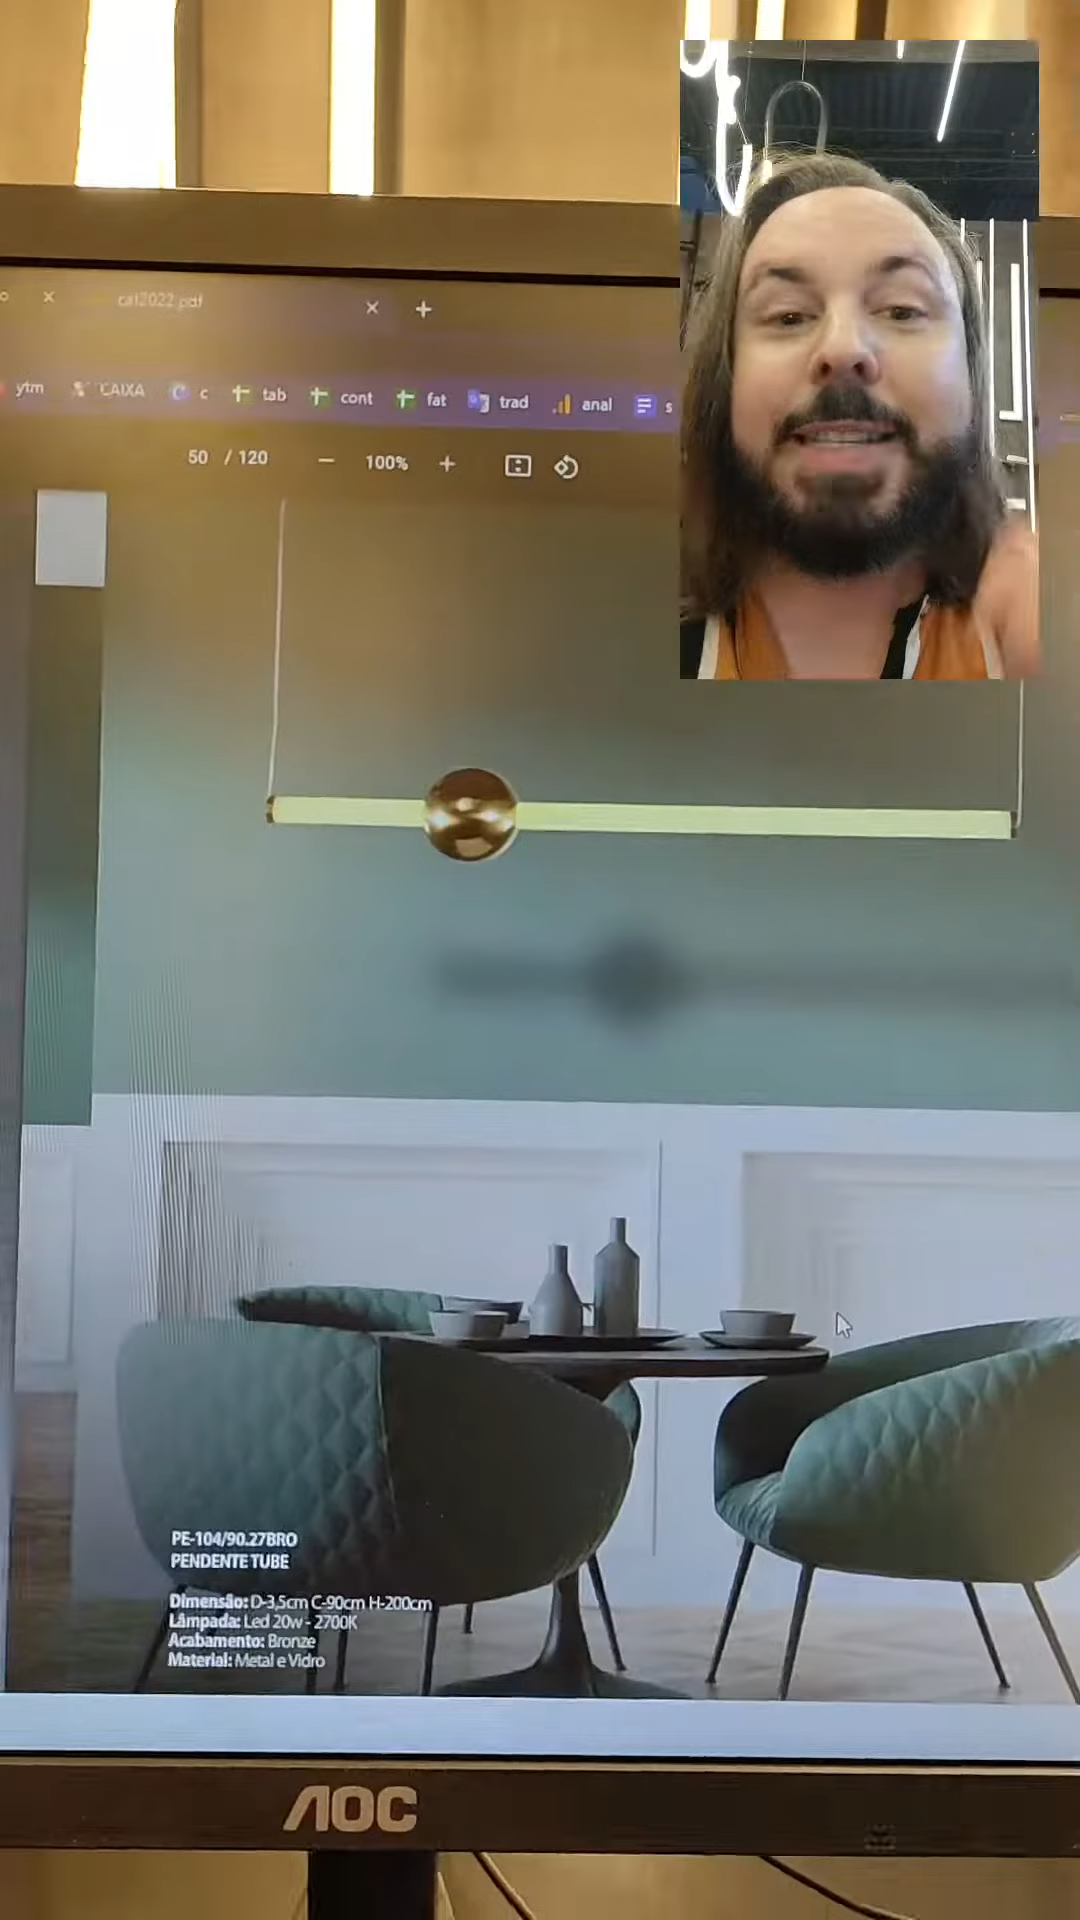 cat2022.pdf
ytm CAIXA c tab cont fat trad anal s
50 / 120 100%
PE-104/90.27BRO
PENDENTE TUBE
Dimensão: D-3,5cm C-90cm H-200cm
Lâmpada: Led 20w - 2700K
Acabamento: Bronze
Material: Metal e Vidro
AOC